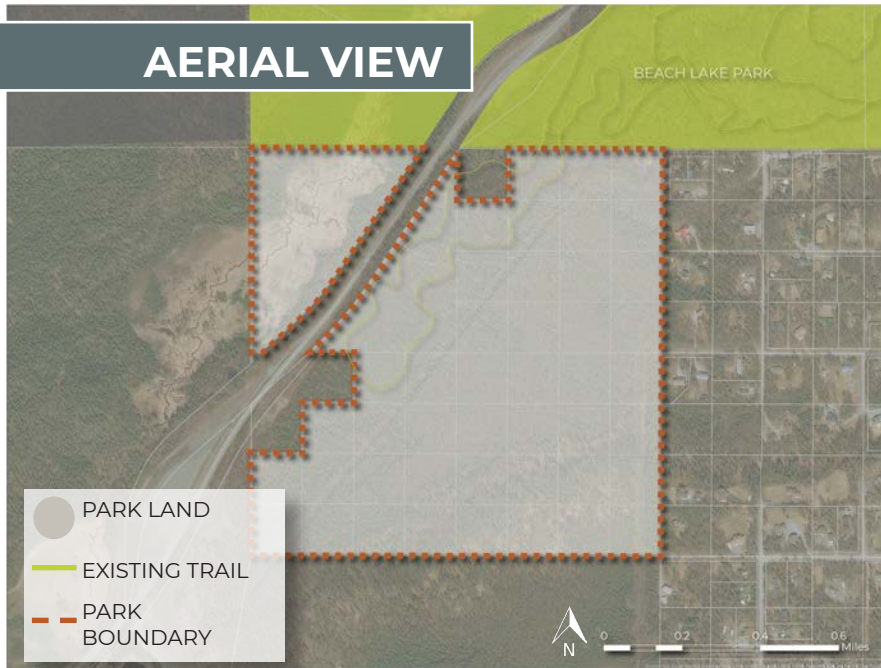 AERIAL VIEW
BEACH LAKE PARK
PARK LAND
EXISTING TRAIL
PARK
BOUNDARY
N
0 0.2 0.4 0.6
Miles